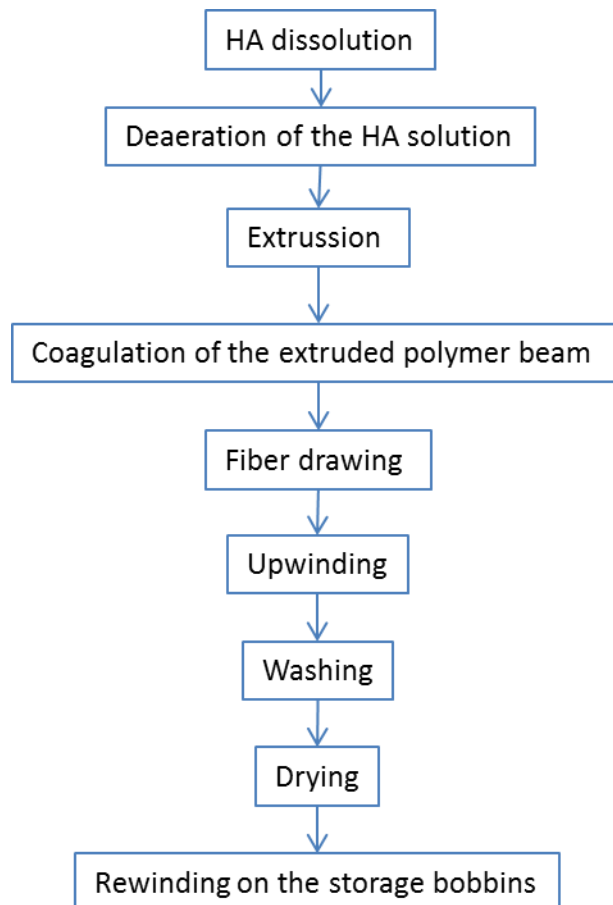 HA dissolution
Deaeration of the HA solution
Extrussion
Coagulation of the extruded polymer beam
Fiber drawing
Upwinding
Washing
Drying
Rewinding on the storage bobbins